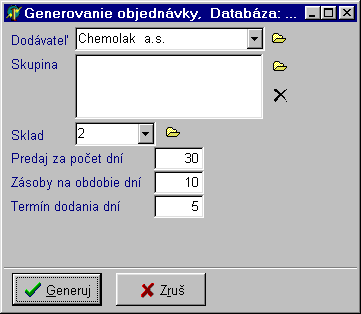 Generovanie objednávky,  Databáza: ...
Dodávateľ Chemolak  a.s.
Skupina
Sklad 2
Predaj za počet dní 30
Zásoby na obdobie dní 10
Termín dodania dní 5
Generuj Zruš